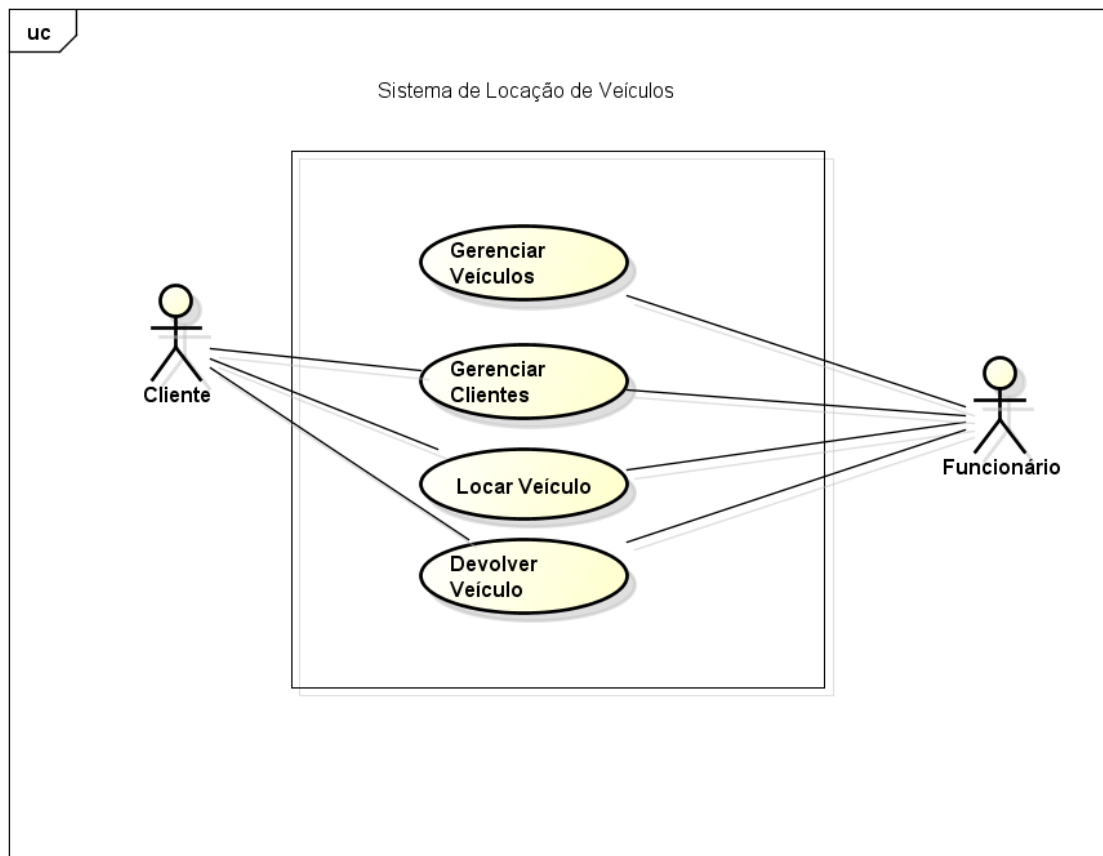 uc
Sistema de Locação de Veículos
Gerenciar
Veículos
Gerenciar
Clientes
Cliente
Funcionário
Locar Veículo
Devolver
Veículo